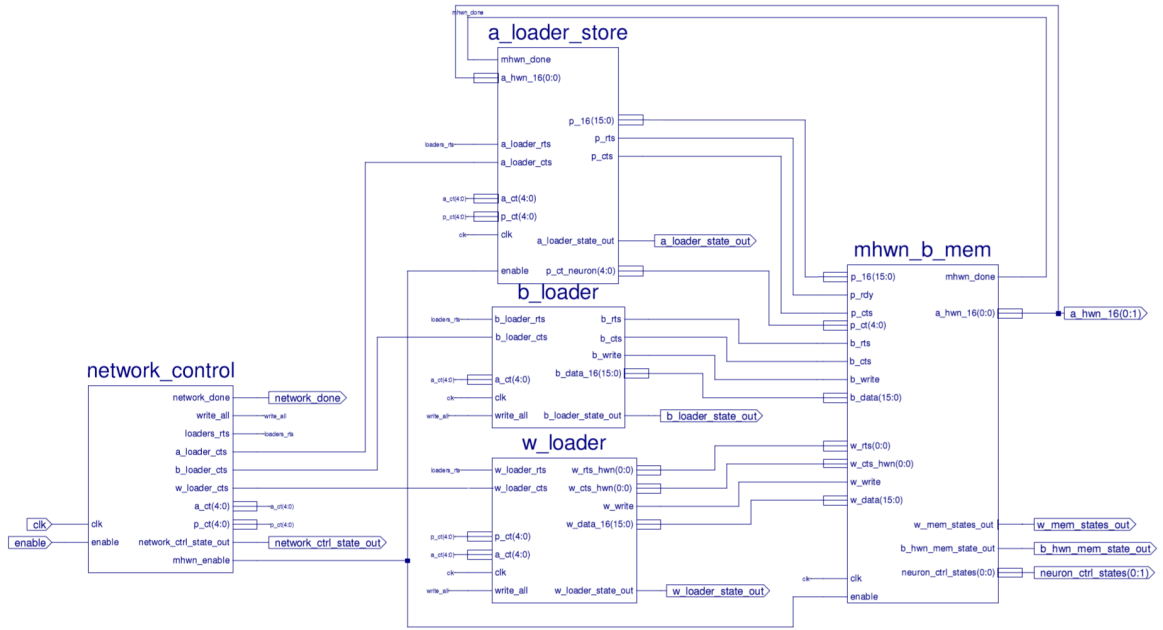 mhwn_done
a_loader_store
mhwn_done
a_hwn_16(0:0)
p_16(15:0)
p_rts
p_cts
loaders_rts
a_loader_rts
a_loader_cts
a_ct(4:0)
a_ct(4:0)
p_ct(4:0)
p_ct(4:0)
clk
clk
a_loader_state_out
a_loader_state_out
enable
p_ct_neuron(4:0)
b_loader
loaders_rts
b_loader_rts
b_rts
b_loader_cts
b_cts
b_write
b_data_16(15:0)
a_ct(4:0)
a_ct(4:0)
clk
clk
write_all
write_all
b_loader_state_out
b_loader_state_out
w_loader
loaders_rts
w_loader_rts
w_rts_hwn(0:0)
w_loader_cts
w_cts_hwn(0:0)
w_write
w_data_16(15:0)
p_ct(4:0)
p_ct(4:0)
a_ct(4:0)
a_ct(4:0)
clk
clk
write_all
write_all
w_loader_state_out
w_loader_state_out
network_control
network_done
network_done
write_all
write_all
loaders_rts
loaders_rts
a_loader_cts
b_loader_cts
w_loader_cts
a_ct(4:0)
a_ct(4:0)
clk
clk
p_ct(4:0)
p_ct(4:0)
enable
enable
network_ctrl_state_out
network_ctrl_state_out
mhwn_enable
mhwn_b_mem
p_16(15:0)
mhwn_done
p_rdy
p_cts
a_hwn_16(0:0)
a_hwn_16(0:1)
p_ct(4:0)
b_rts
b_cts
b_write
b_data(15:0)
w_rts(0:0)
w_cts_hwn(0:0)
w_write
w_data(15:0)
w_mem_states_out
w_mem_states_out
b_hwn_mem_state_out
b_hwn_mem_state_out
neuron_ctrl_states(0:0)
neuron_ctrl_states(0:1)
clk
clk
enable